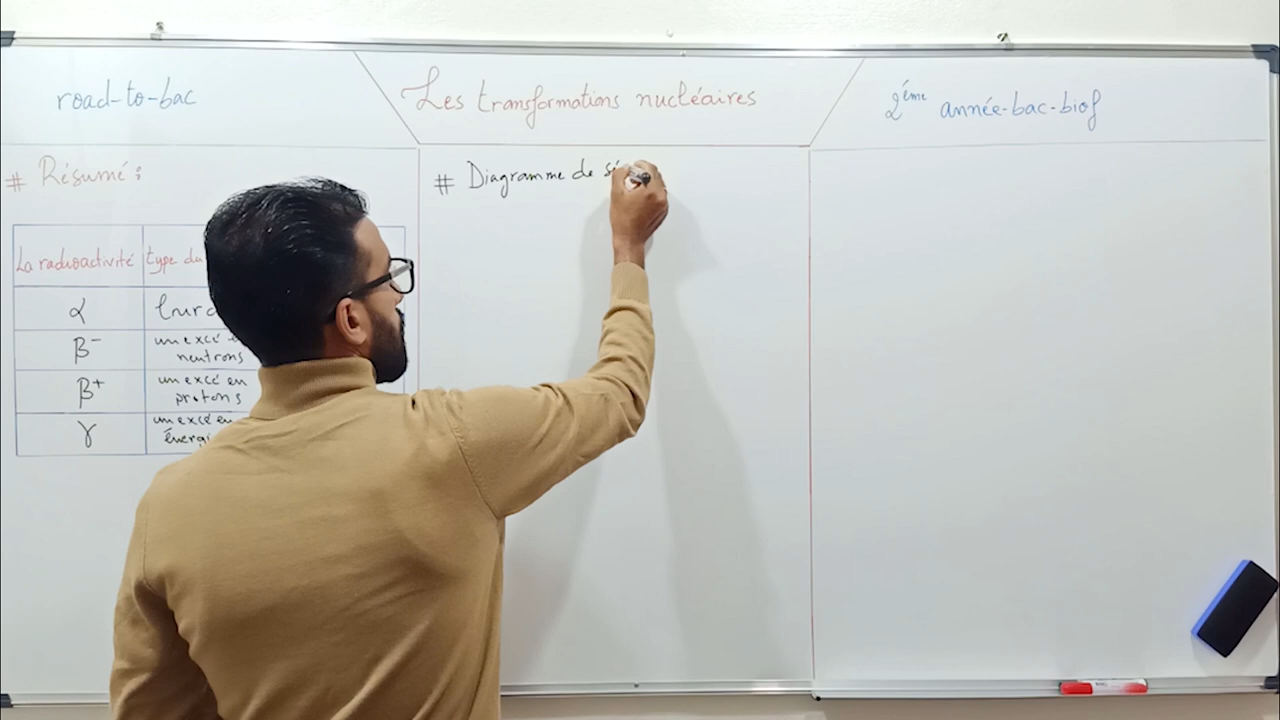 road-to-bac
Les transformations nucléaires
2ème année-bac-biof
# Résumé :
La radioactivité type du
α
β⁻ un excé
neutrons
β⁺ un excé en
protons
γ un excé en
énergi
# Diagramme de